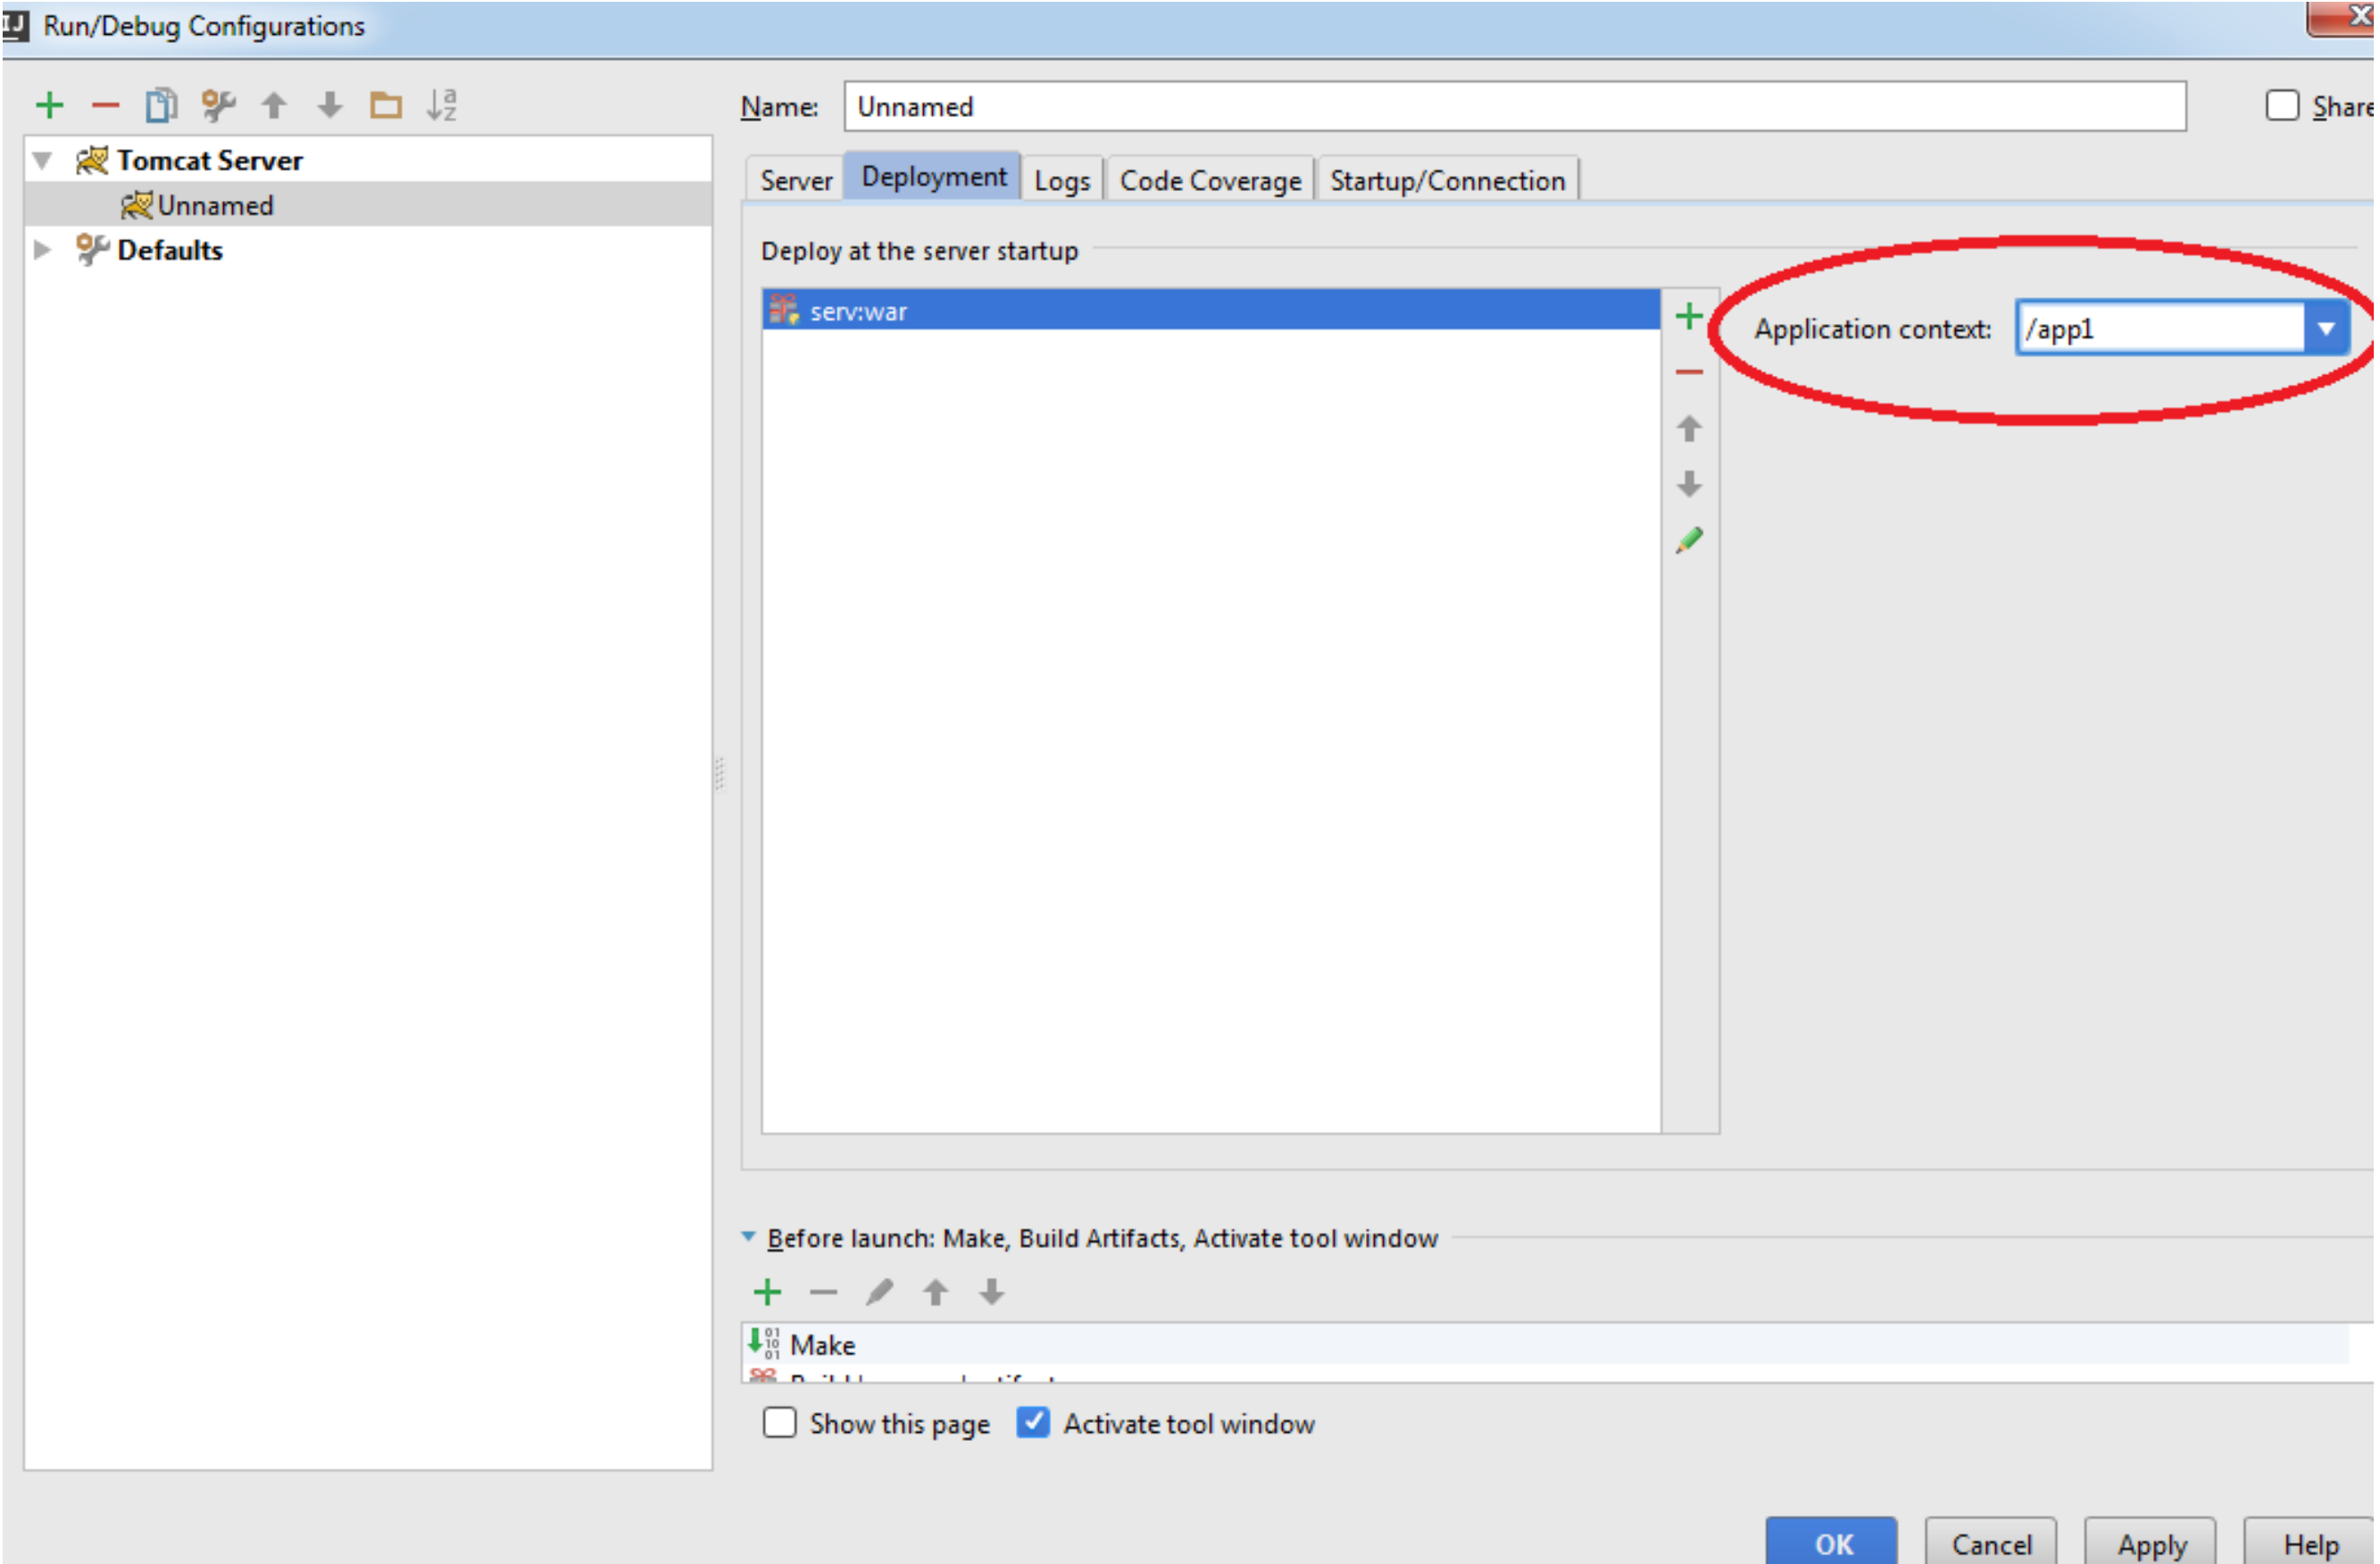 IJ Run/Debug Configurations
Name: Unnamed
Share
Tomcat Server
Unnamed
Defaults
Server Deployment Logs Code Coverage Startup/Connection
Deploy at the server startup
serv:war
Application context: /app1
Before launch: Make, Build Artifacts, Activate tool window
Make
Show this page Activate tool window
OK Cancel Apply Help